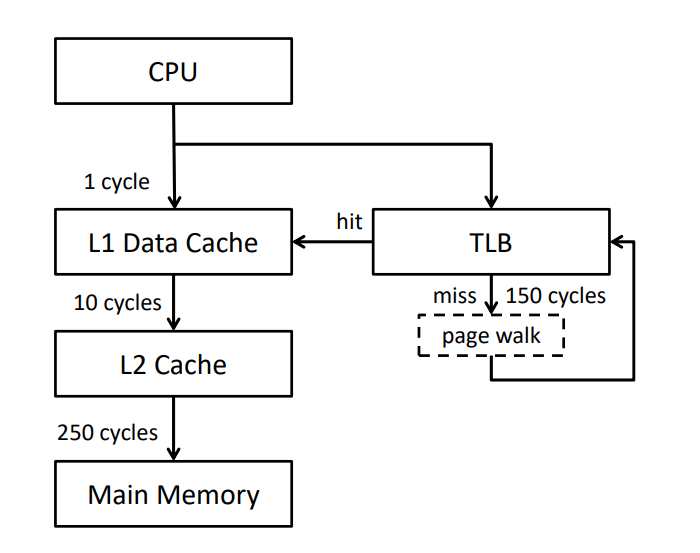 CPU
1 cycle
L1 Data Cache
hit
TLB
10 cycles
miss
150 cycles
page walk
L2 Cache
250 cycles
Main Memory